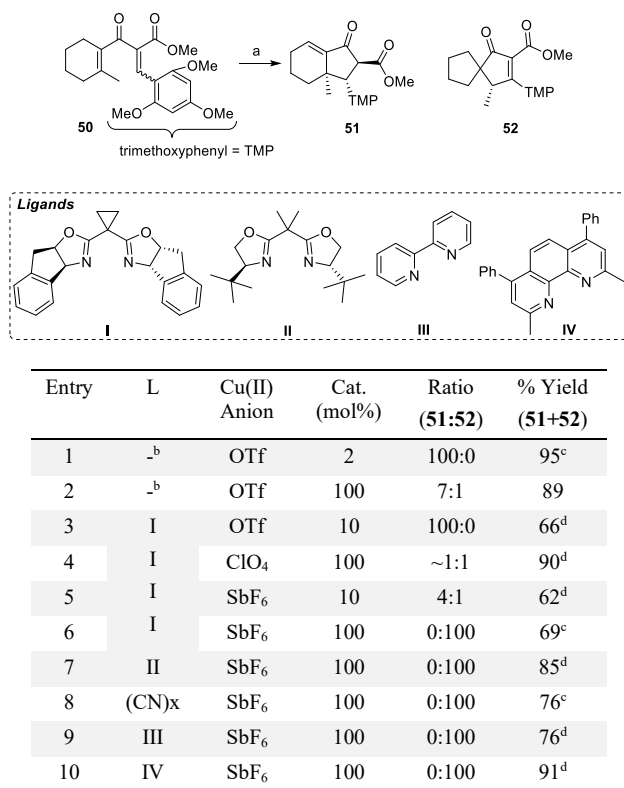 O O
OMe
Me
OMe
MeO OMe
50
trimethoxyphenyl = TMP
a
O
O
OMe
Me
TMP
51
O O
OMe
TMP
Me
52
Ligands
O O
N N
I
O O
N N
II
N N
III
Ph
Ph
N N
Me
Me
IV
Entry L Cu(II) Anion Cat. (mol%) Ratio (51:52) % Yield (51+52)
1 -b OTf 2 100:0 95c
2 -b OTf 100 7:1 89
3 I OTf 10 100:0 66d
4 I ClO4 100 ~1:1 90d
5 I SbF6 10 4:1 62d
6 I SbF6 100 0:100 69c
7 II SbF6 100 0:100 85d
8 (CN)x SbF6 100 0:100 76c
9 III SbF6 100 0:100 76d
10 IV SbF6 100 0:100 91d